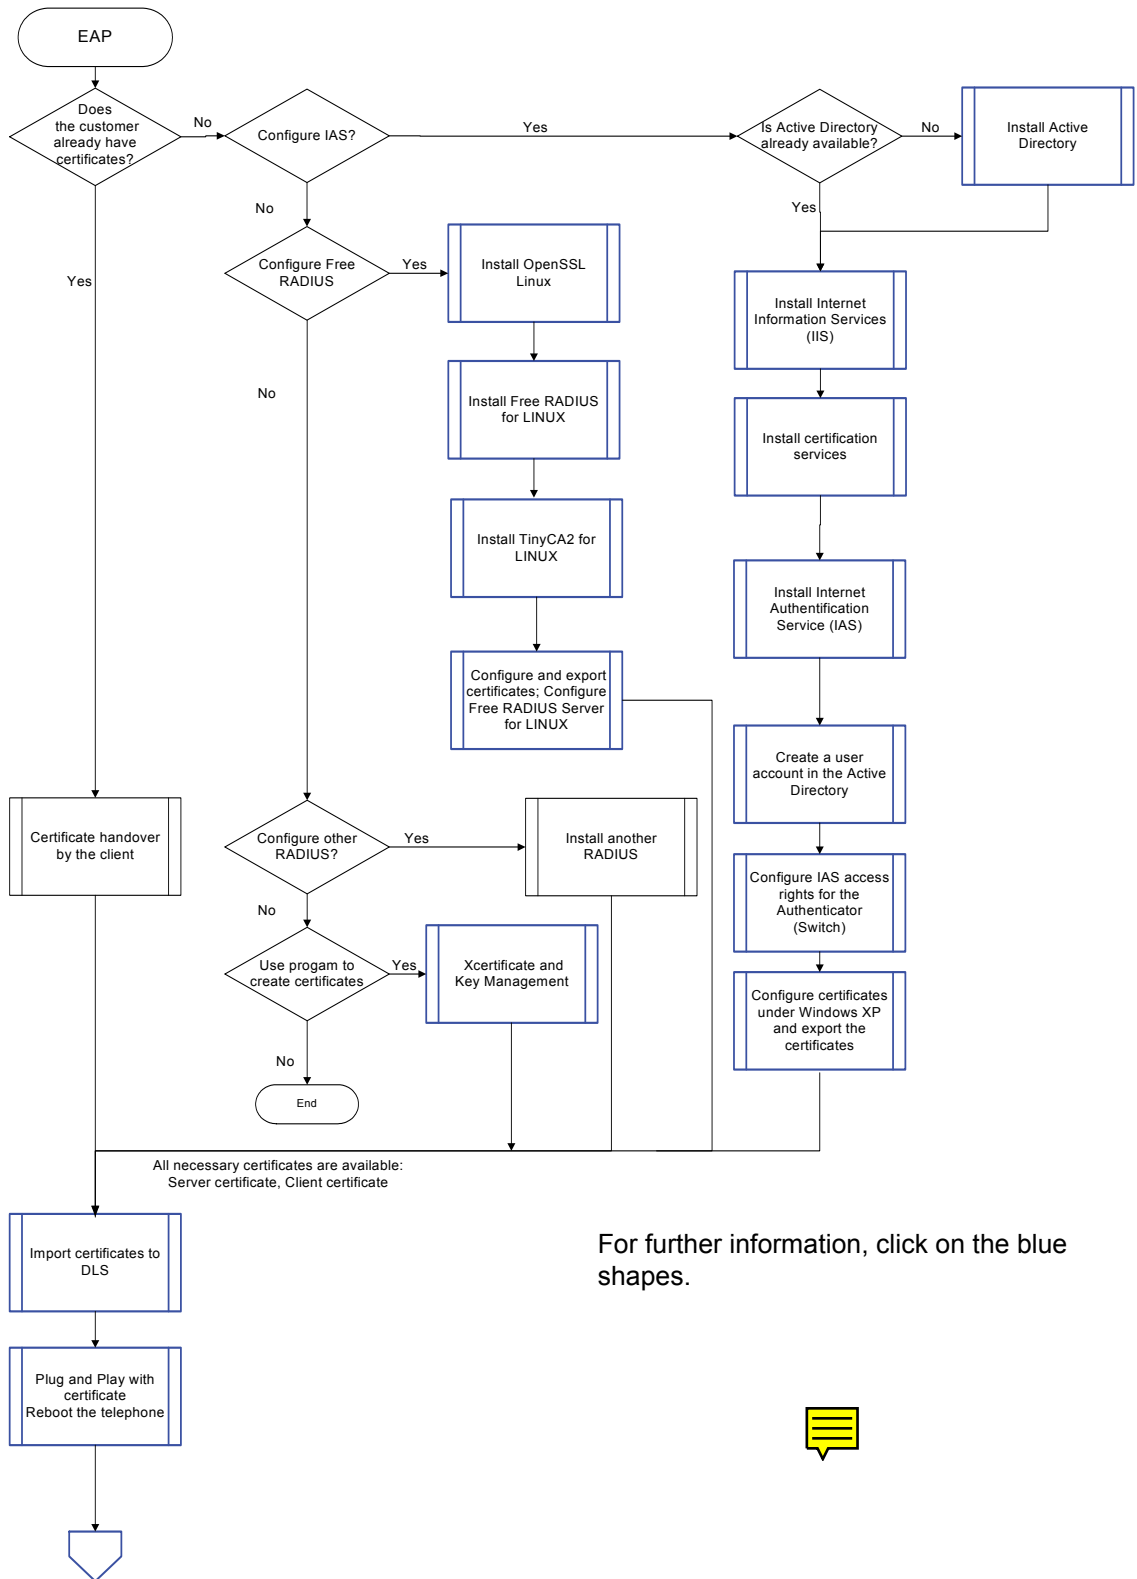 EAP
Does
the customer
already have
certificates?
No
Configure IAS?
Yes
Is Active Directory
already available?
No
Install Active
Directory
No
Yes
Yes
Configure Free
RADIUS
Yes
Install OpenSSL
Linux
Install Internet
Information Services
(IIS)
No
Install Free RADIUS
for LINUX
Install certification
services
Install TinyCA2 for
LINUX
Install Internet
Authentification
Service (IAS)
Configure and export
certificates; Configure
Free RADIUS Server
for LINUX
Create a user
account in the Active
Directory
Certificate handover
by the client
Configure other
RADIUS?
Yes
Install another
RADIUS
Configure IAS access
rights for the
Authenticator
(Switch)
No
Use progam to
create certificates
Yes
Xcertificate and
Key Management
Configure certificates
under Windows XP
and export the
certificates
No
End
All necessary certificates are available:
Server certificate, Client certificate
Import certificates to
DLS
For further information, click on the blue
shapes.
Plug and Play with
certificate
Reboot the telephone